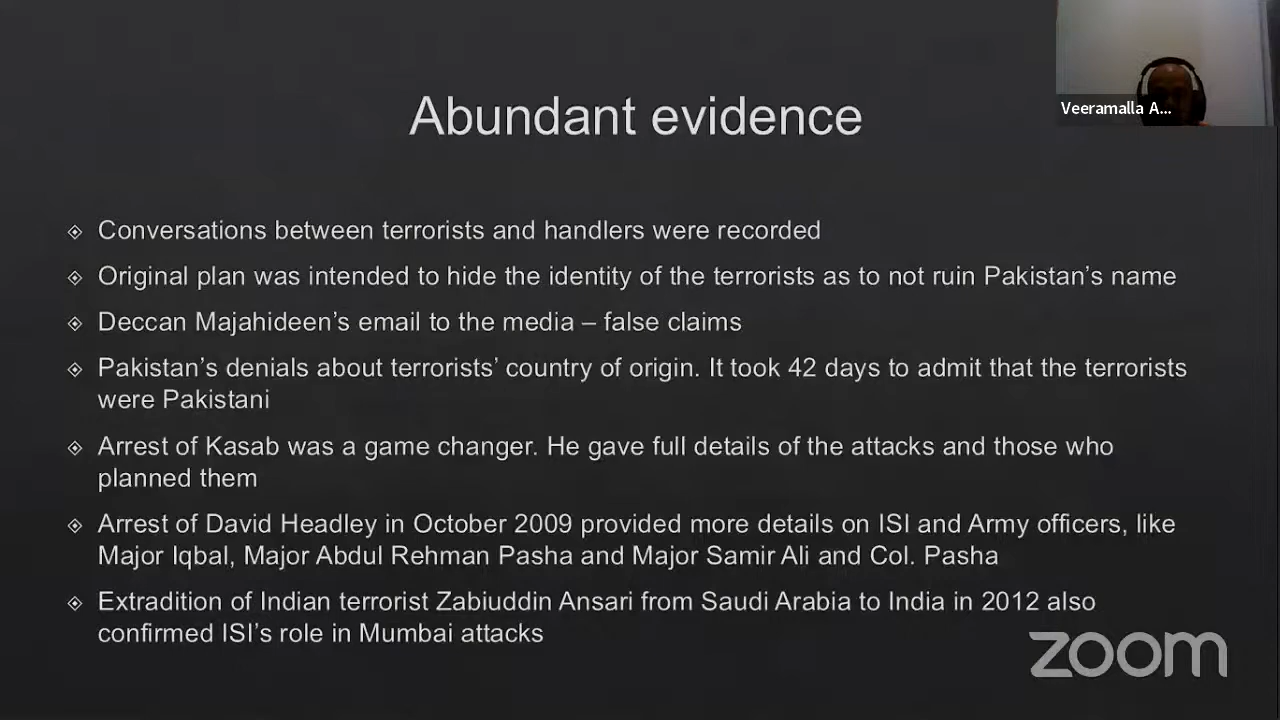 Veeramalla A...
Abundant evidence
Conversations between terrorists and handlers were recorded
Original plan was intended to hide the identity of the terrorists as to not ruin Pakistan’s name
Deccan Majahideen’s email to the media – false claims
Pakistan’s denials about terrorists’ country of origin. It took 42 days to admit that the terrorists
were Pakistani
Arrest of Kasab was a game changer. He gave full details of the attacks and those who
planned them
Arrest of David Headley in October 2009 provided more details on ISI and Army officers, like
Major Iqbal, Major Abdul Rehman Pasha and Major Samir Ali and Col. Pasha
Extradition of Indian terrorist Zabiuddin Ansari from Saudi Arabia to India in 2012 also
confirmed ISI’s role in Mumbai attacks
zoom